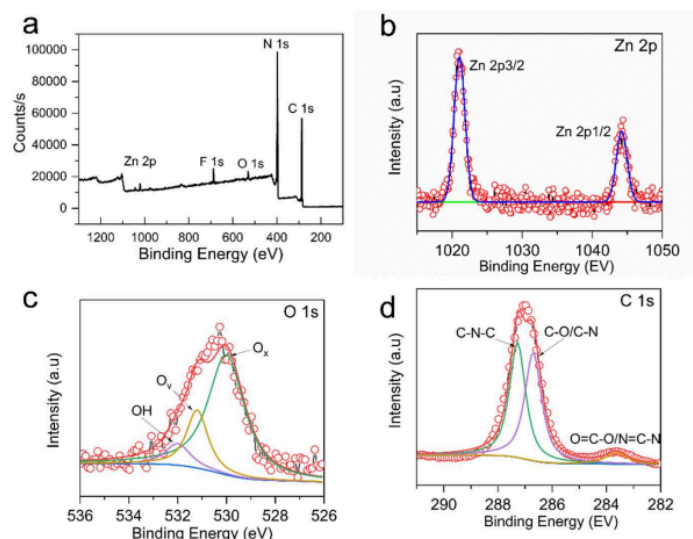 a
N 1s
C 1s
Zn 2p
F 1s
O 1s
Counts/s
100000
80000
60000
40000
20000
0
1200
1000
800
600
400
200
Binding Energy (eV)
b
Zn 2p
Zn 2p3/2
Zn 2p1/2
Intensity (a.u)
1020
1030
1040
1050
Binding Energy (EV)
c
O 1s
Oₓ
Oᵥ
OH
Intensity (a.u)
536
534
532
530
528
526
Binding Energy (eV)
d
C 1s
C-N-C
C-O/C-N
O=C-O/N=C-N
Intensity (a.u)
290
288
286
284
282
Binding Energy (EV)